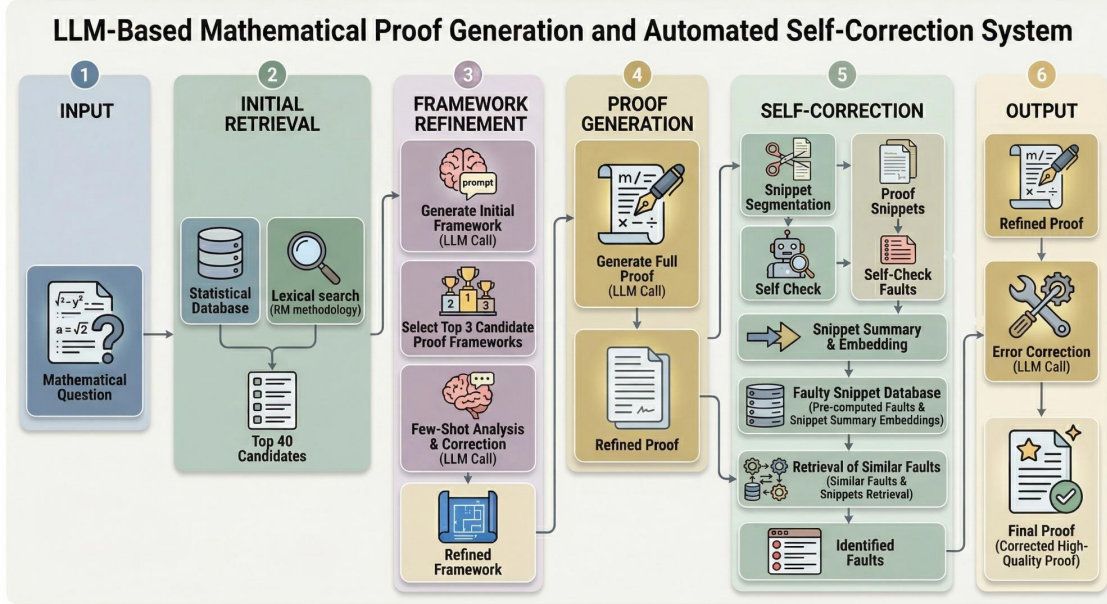 LLM-Based Mathematical Proof Generation and Automated Self-Correction System
1
INPUT
√2-y²
a = √2
?
Mathematical
Question
2
INITIAL
RETRIEVAL
Statistical
Database
Lexical search
(RM methodology)
Top 40
Candidates
3
FRAMEWORK
REFINEMENT
prompt
Generate Initial
Framework
(LLM Call)
2 1 3
Select Top 3 Candidate
Proof Frameworks
Few-Shot Analysis
& Correction
(LLM Call)
Refined
Framework
4
PROOF
GENERATION
m/=
× - ÷
Generate Full
Proof
(LLM Call)
Refined Proof
5
SELF-CORRECTION
Snippet
Segmentation
Proof
Snippets
Self Check
Self-Check
Faults
Snippet Summary
& Embedding
Faulty Snippet Database
(Pre-computed Faults &
Snippet Summary Embeddings)
Retrieval of Similar Faults
(Similar Faults &
Snippets Retrieval)
Identified
Faults
6
OUTPUT
m/=
× - ÷
Refined Proof
Error Correction
(LLM Call)
Final Proof
(Corrected High-
Quality Proof)